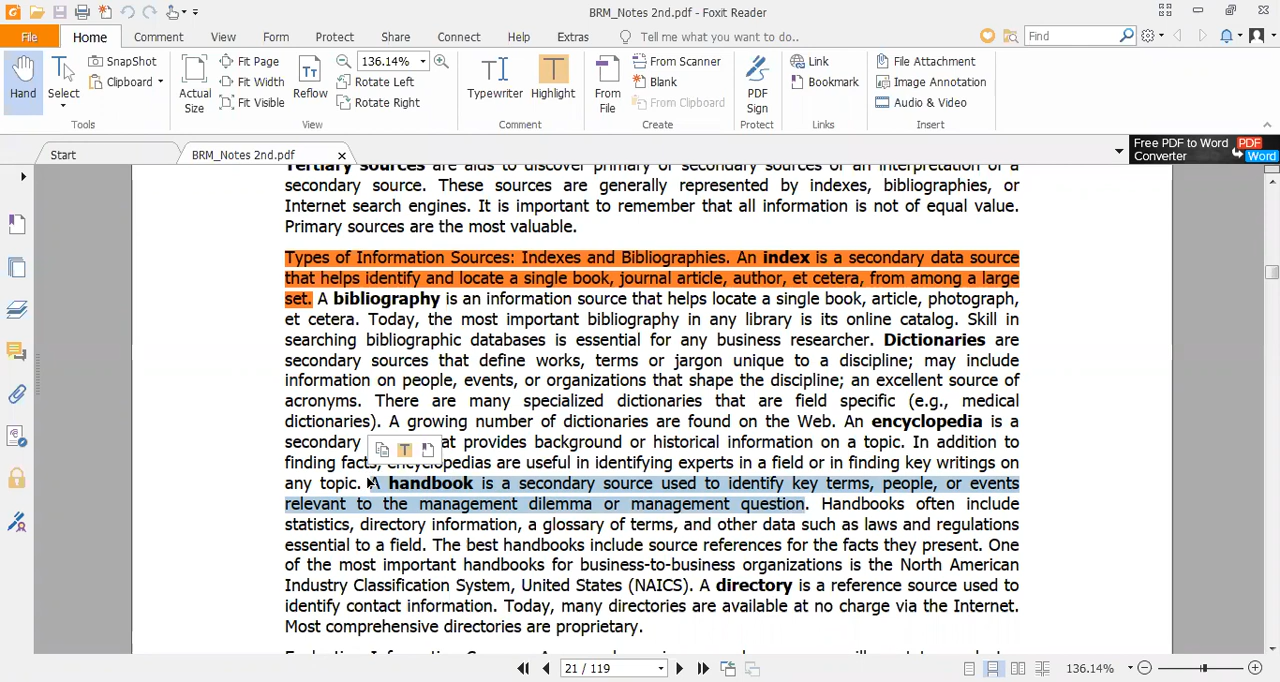 BRM_Notes 2nd.pdf - Foxit Reader
File Home Comment View Form Protect Share Connect Help Extras Tell me what you want to do.. Find
Hand
Select
SnapShot
Clipboard
Tools
Actual Size
Fit Page
Fit Width
Fit Visible
Reflow
136.14%
Rotate Left
Rotate Right
View
Typewriter
Highlight
Comment
From File
From Scanner
Blank
From Clipboard
Create
PDF Sign
Protect
Link
Bookmark
Links
File Attachment
Image Annotation
Audio & Video
Insert
Start
BRM_Notes 2nd.pdf
Free PDF to Word Converter
PDF
Word
Tertiary sources are aids to discover primary or secondary sources or an interpretation of a
secondary source. These sources are generally represented by indexes, bibliographies, or
Internet search engines. It is important to remember that all information is not of equal value.
Primary sources are the most valuable.
Types of Information Sources: Indexes and Bibliographies. An index is a secondary data source
that helps identify and locate a single book, journal article, author, et cetera, from among a large
set. A bibliography is an information source that helps locate a single book, article, photograph,
et cetera. Today, the most important bibliography in any library is its online catalog. Skill in
searching bibliographic databases is essential for any business researcher. Dictionaries are
secondary sources that define works, terms or jargon unique to a discipline; may include
information on people, events, or organizations that shape the discipline; an excellent source of
acronyms. There are many specialized dictionaries that are field specific (e.g., medical
dictionaries). A growing number of dictionaries are found on the Web. An encyclopedia is a
secondary at provides background or historical information on a topic. In addition to
finding facts, encyclopedias are useful in identifying experts in a field or in finding key writings on
any topic. A handbook is a secondary source used to identify key terms, people, or events
relevant to the management dilemma or management question. Handbooks often include
statistics, directory information, a glossary of terms, and other data such as laws and regulations
essential to a field. The best handbooks include source references for the facts they present. One
of the most important handbooks for business-to-business organizations is the North American
Industry Classification System, United States (NAICS). A directory is a reference source used to
identify contact information. Today, many directories are available at no charge via the Internet.
Most comprehensive directories are proprietary.
21 / 119
136.14%